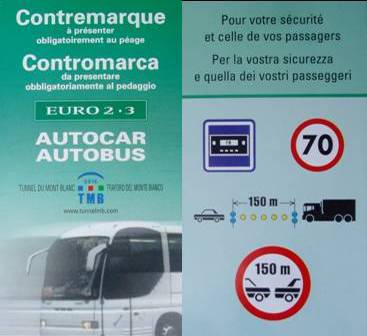 Contremarque
à présenter
obligatoirement au péage
Contromarca
da presentare
obbligatoriamente al pedaggio
EURO 2 • 3
AUTOCAR
AUTOBUS
TUNNEL DU MONT BLANC TRAFORO DEL MONTE BIANCO
TMB
www.tunnelmb.com
Pour votre sécurité
et celle de vos passagers
Per la vostra sicurezza
e quella dei vostri passeggeri
70
150 m
150 m